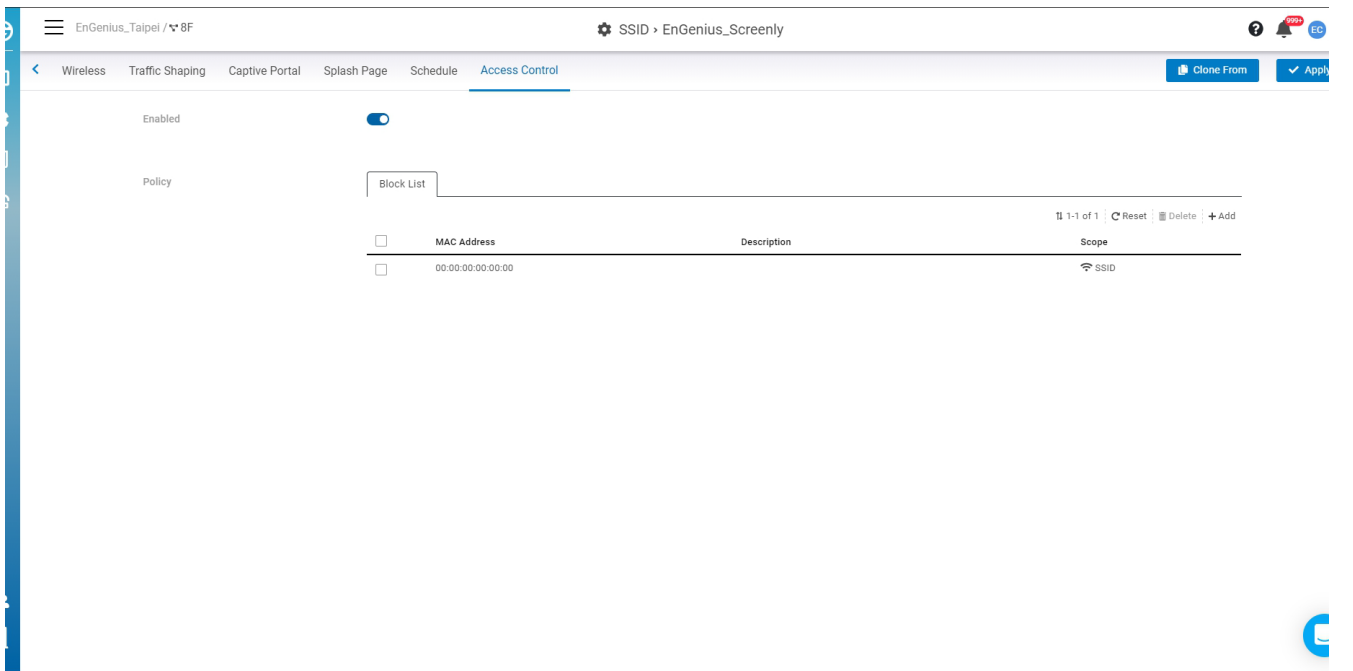 EnGenius_Taipei / 8F
SSID › EnGenius_Screenly
999+
EC
Wireless Traffic Shaping Captive Portal Splash Page Schedule Access Control
Clone From
Apply
Enabled
Policy
Block List
1-1 of 1 Reset Delete Add
MAC Address Description Scope
00:00:00:00:00:00 SSID